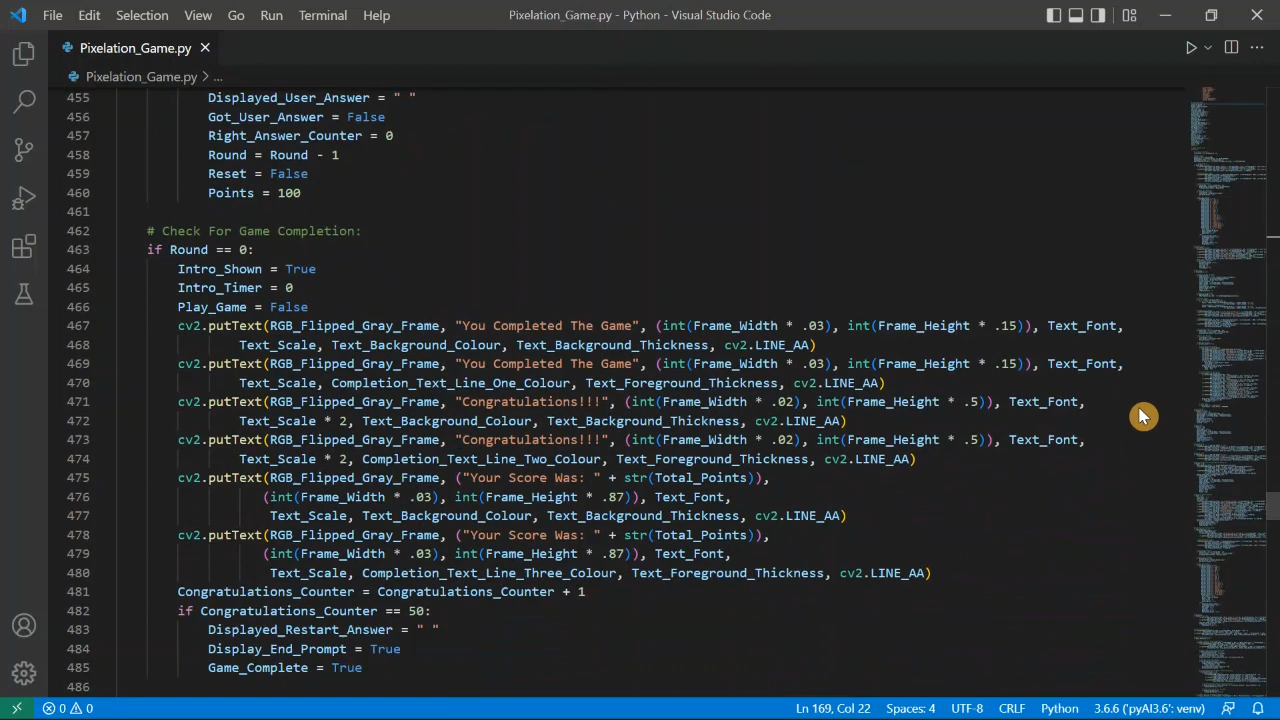 File Edit Selection View Go Run Terminal Help Pixelation_Game.py - Python - Visual Studio Code
Pixelation_Game.py
Pixelation_Game.py > ...
455 Displayed_User_Answer = " "
456 Got_User_Answer = False
457 Right_Answer_Counter = 0
458 Round = Round - 1
459 Reset = False
460 Points = 100
461
462 # Check For Game Completion:
463 if Round == 0:
464 Intro_Shown = True
465 Intro_Timer = 0
466 Play_Game = False
467 cv2.putText(RGB_Flipped_Gray_Frame, "You Completed The Game", (int(Frame_Width * .03), int(Frame_Height * .15)), Text_Font,
468 Text_Scale, Text_Background_Colour, Text_Background_Thickness, cv2.LINE_AA)
469 cv2.putText(RGB_Flipped_Gray_Frame, "You Completed The Game", (int(Frame_Width * .03), int(Frame_Height * .15)), Text_Font,
470 Text_Scale, Completion_Text_Line_One_Colour, Text_Foreground_Thickness, cv2.LINE_AA)
471 cv2.putText(RGB_Flipped_Gray_Frame, "Congratulations!!!", (int(Frame_Width * .02), int(Frame_Height * .5)), Text_Font,
472 Text_Scale * 2, Text_Background_Colour, Text_Background_Thickness, cv2.LINE_AA)
473 cv2.putText(RGB_Flipped_Gray_Frame, "Congratulations!!!", (int(Frame_Width * .02), int(Frame_Height * .5)), Text_Font,
474 Text_Scale * 2, Completion_Text_Line_Two_Colour, Text_Foreground_Thickness, cv2.LINE_AA)
475 cv2.putText(RGB_Flipped_Gray_Frame, ("Your Score Was: " + str(Total_Points)),
476 (int(Frame_Width * .03), int(Frame_Height * .87)), Text_Font,
477 Text_Scale, Text_Background_Colour, Text_Background_Thickness, cv2.LINE_AA)
478 cv2.putText(RGB_Flipped_Gray_Frame, ("Your Score Was: " + str(Total_Points)),
479 (int(Frame_Width * .03), int(Frame_Height * .87)), Text_Font,
480 Text_Scale, Completion_Text_Line_Three_Colour, Text_Foreground_Thickness, cv2.LINE_AA)
481 Congratulations_Counter = Congratulations_Counter + 1
482 if Congratulations_Counter == 50:
483 Displayed_Restart_Answer = " "
484 Display_End_Prompt = True
485 Game_Complete = True
486
0 0 Ln 169, Col 22 Spaces: 4 UTF-8 CRLF Python 3.6.6 ('pyAI3.6': venv)